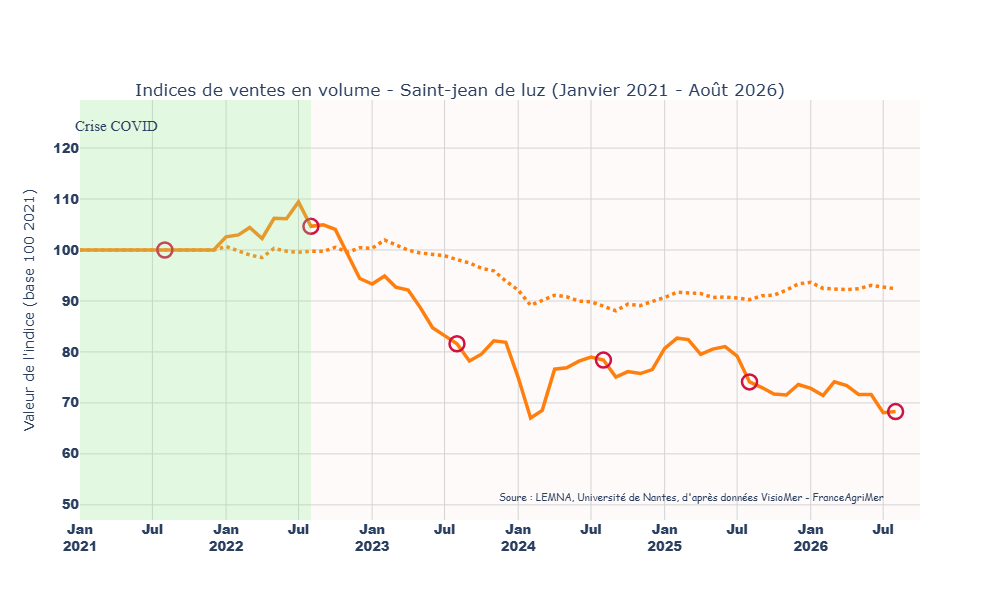 Indices de ventes en volume - Saint-jean de luz (Janvier 2021 - Août 2026)
Crise COVID
Valeur de l'indice (base 100 2021)
120
110
100
90
80
70
60
50
Soure : LEMNA, Université de Nantes, d'après données VisioMer - FranceAgriMer
Jan Jul Jan Jul Jan Jul Jan Jul Jan Jul Jan Jul
2021 2022 2023 2024 2025 2026